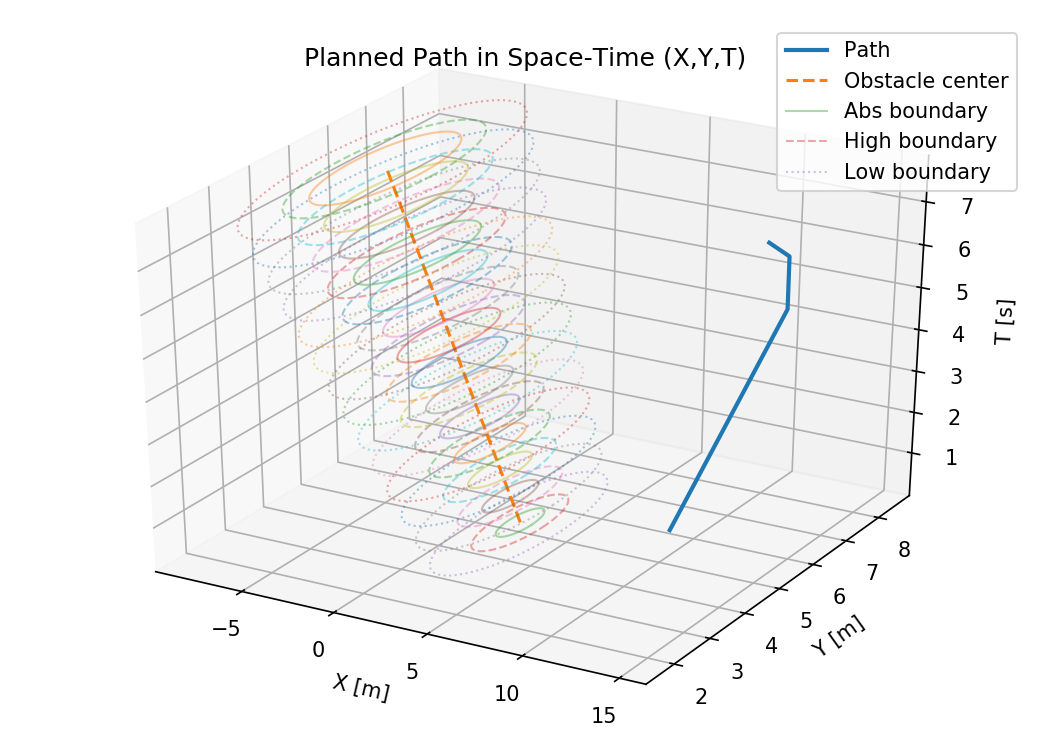 Planned Path in Space-Time (X,Y,T)
Path
Obstacle center
Abs boundary
High boundary
Low boundary
7
6
5
4
3
2
1
T [s]
8
7
6
5
4
3
2
Y [m]
−5
0
5
10
15
X [m]